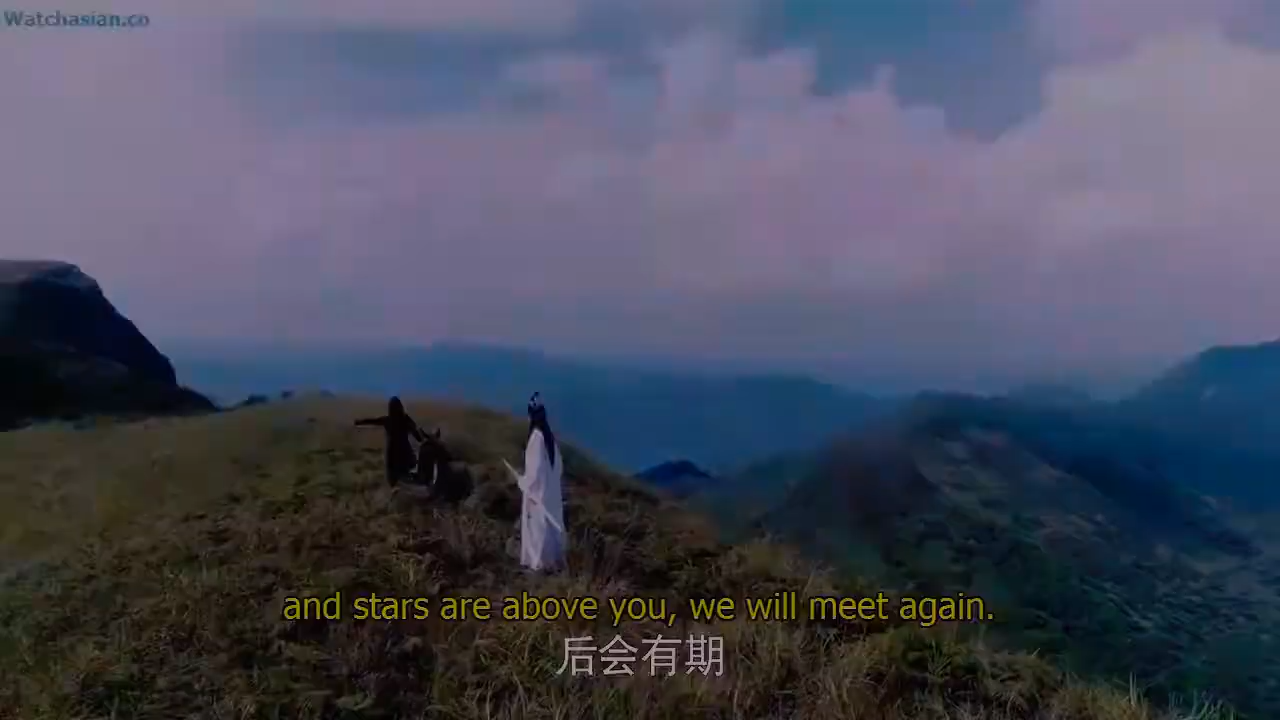 Watchasian.co
and stars are above you, we will meet again.
后会有期